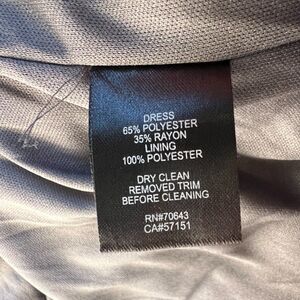 DRESS
65% POLYESTER
35% RAYON
LINING
100% POLYESTER
DRY CLEAN
REMOVED TRIM
BEFORE CLEANING
RN#70643
CA#57151